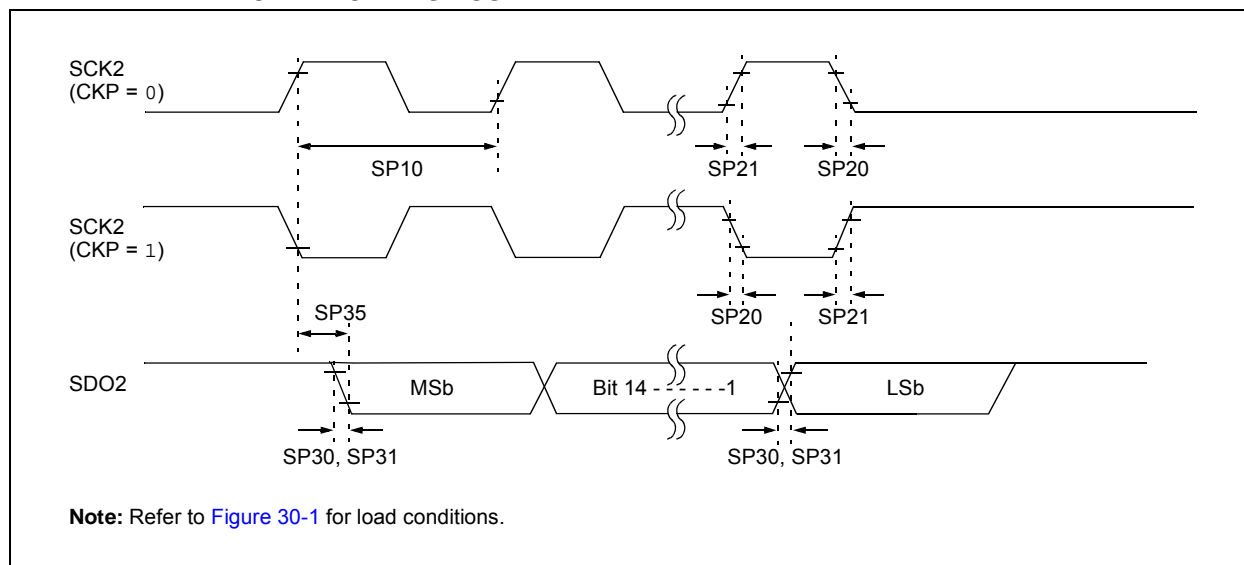 SCK2
(CKP = 0)
SP10
SP21
SP20
SCK2
(CKP = 1)
SP35
SP20
SP21
SDO2
MSb
Bit 14 - - - - - -1
LSb
SP30, SP31
SP30, SP31
Note: Refer to Figure 30-1 for load conditions.